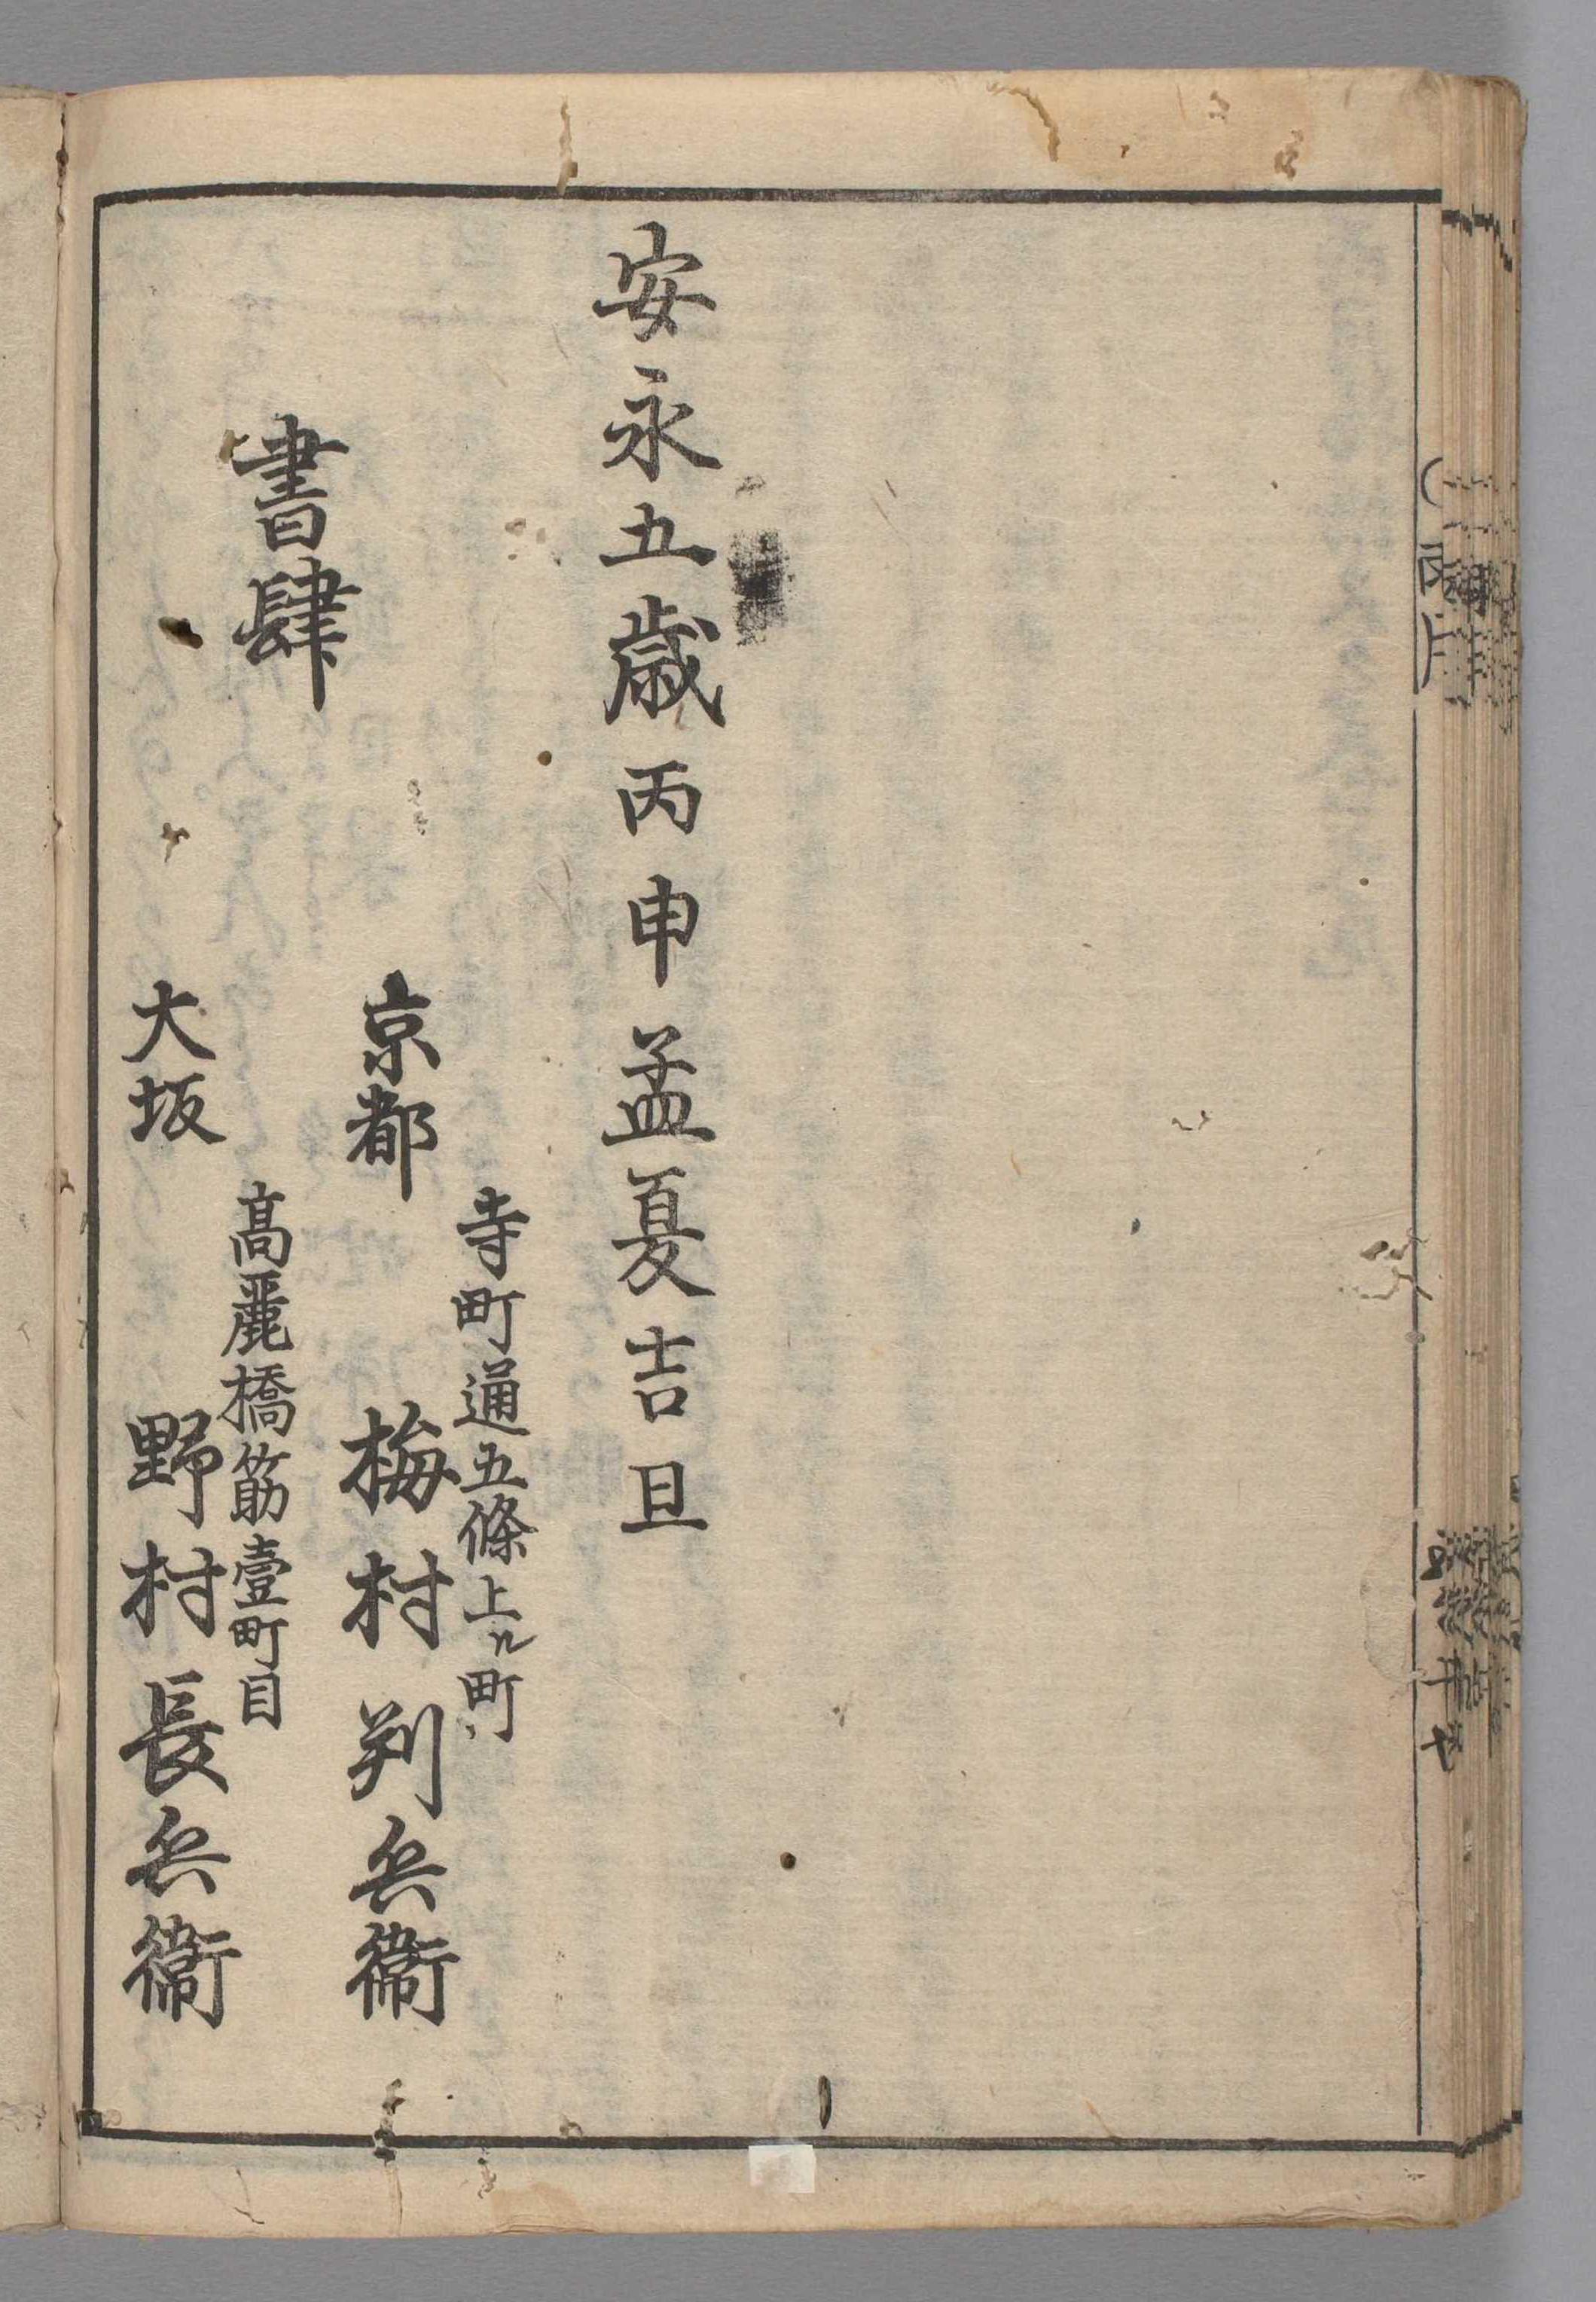 安永五歳丙申孟夏吉旦
書肆
寺町通五條上ル町
京都 梅村判兵衛
高麗橋筋壹町目
大坂 野村長兵衛